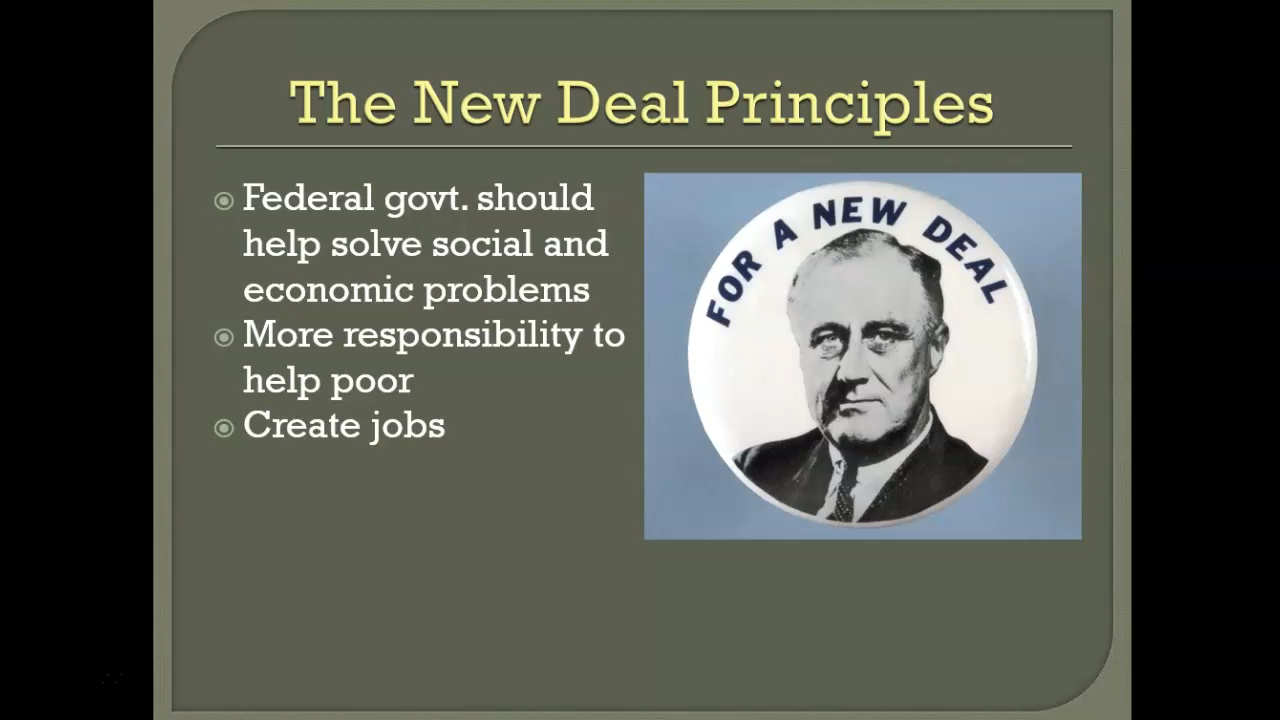 The New Deal Principles
Federal govt. should
help solve social and
economic problems
More responsibility to
help poor
Create jobs
FOR A NEW DEAL